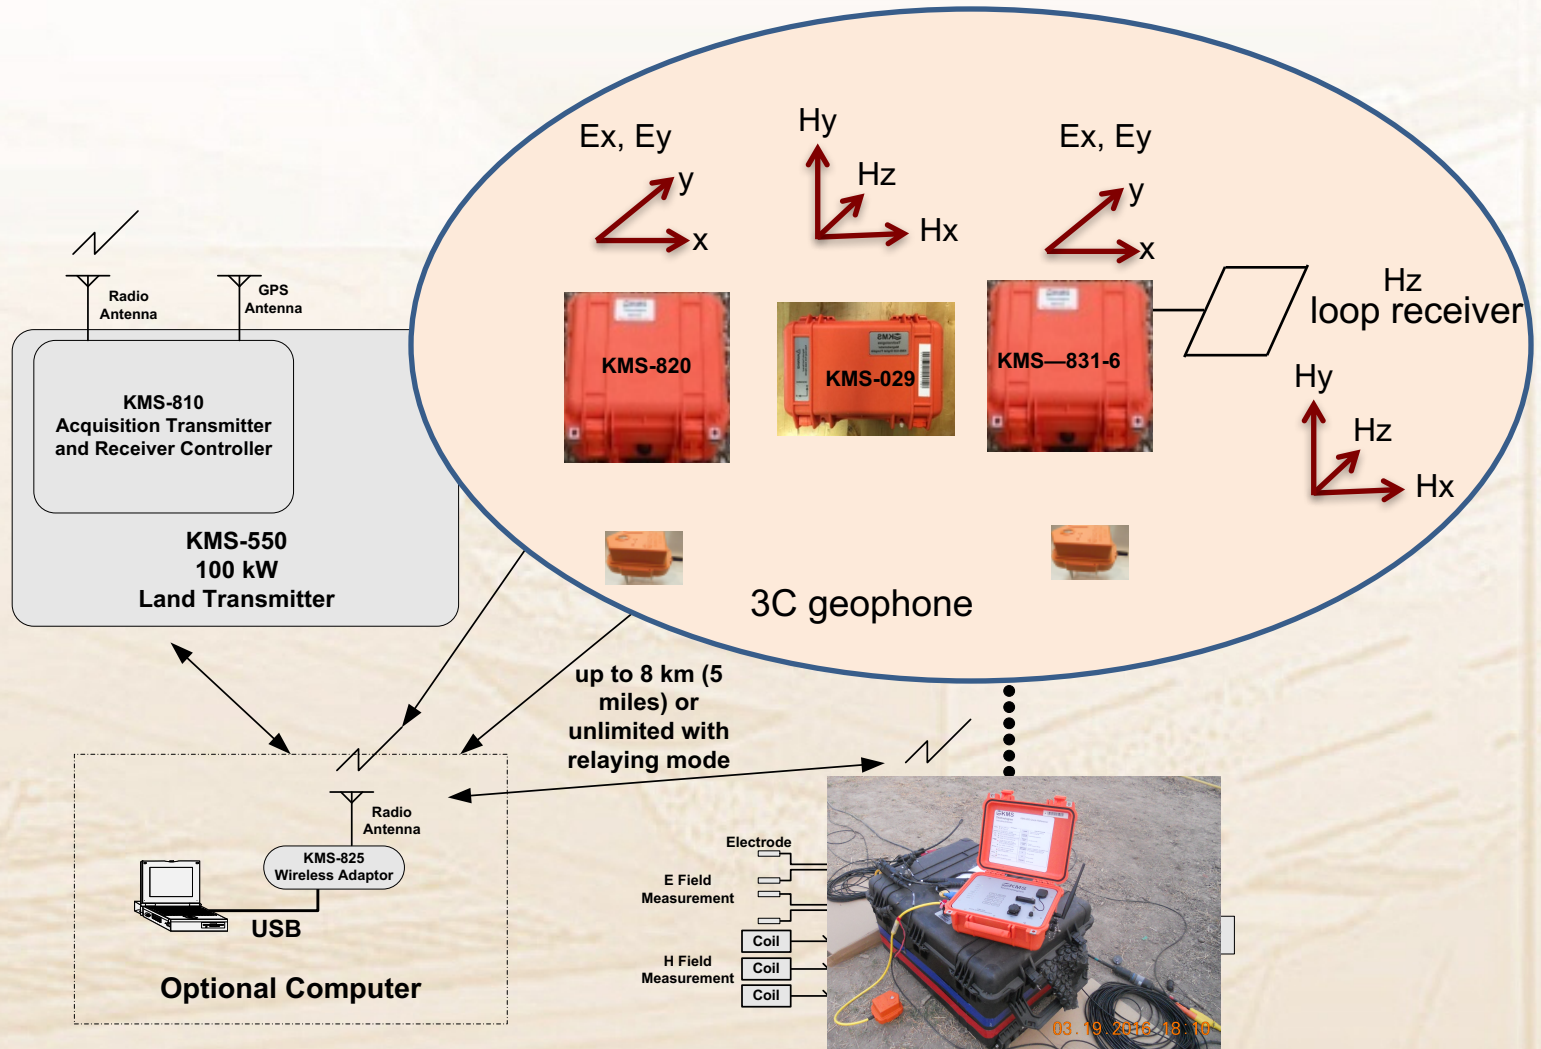 Ex, Ey
y
x
Hy
Hz
Hx
Ex, Ey
y
x
Hz
loop receiver
Hy
Hz
Hx
KMS-820
KMS-029
KMS
KMS—831-6
3C geophone
Radio
Antenna
GPS
Antenna
KMS-810
Acquisition Transmitter
and Receiver Controller
KMS-550
100 kW
Land Transmitter
up to 8 km (5
miles) or
unlimited with
relaying mode
Radio
Antenna
KMS-825
Wireless Adaptor
USB
Optional Computer
Electrode
E Field
Measurement
H Field
Measurement
Coil
Coil
Coil
KMS
KMS
03.19.2016 18:10